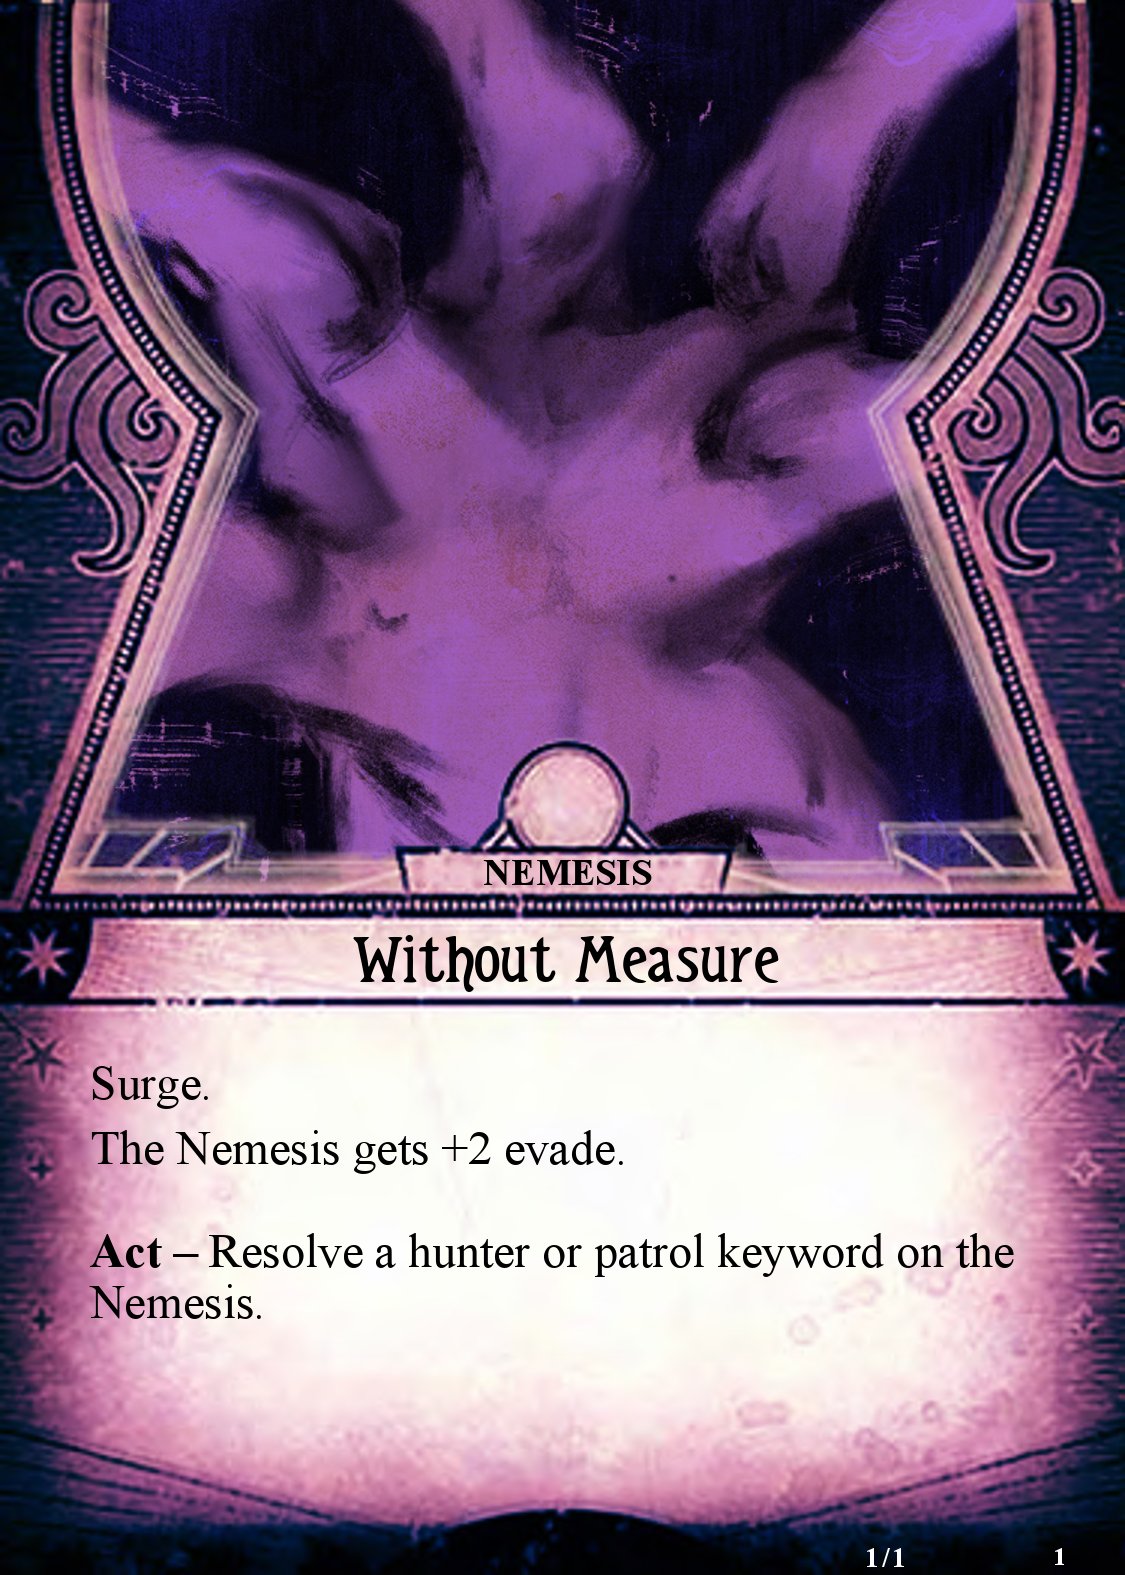 NEMESIS
Without Measure
Surge.
The Nemesis gets +2 evade.
Act – Resolve a hunter or patrol keyword on the
Nemesis.
1/1 1